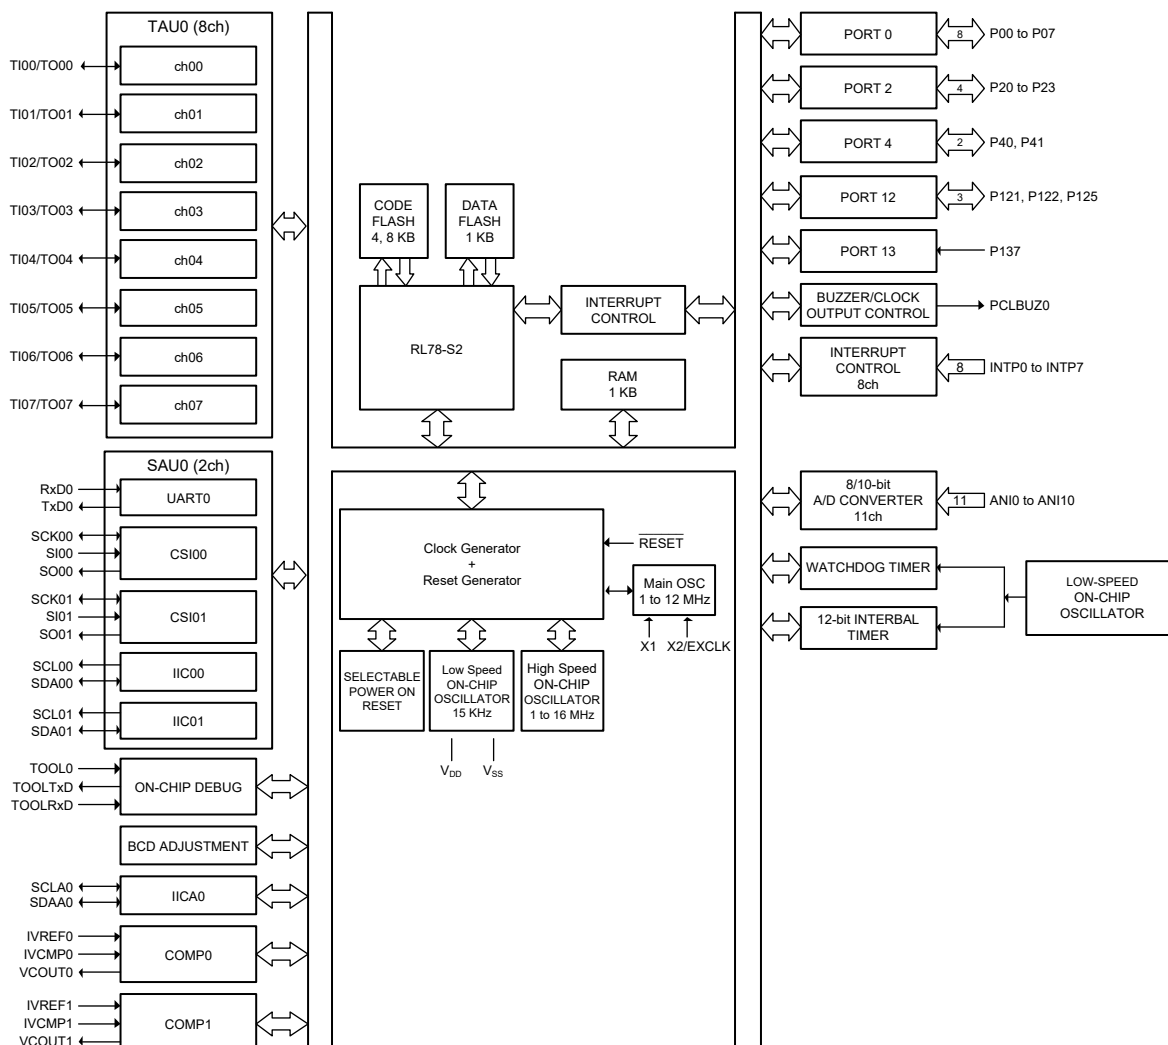 TAU0 (8ch)
TI00/TO00
ch00
TI01/TO01
ch01
TI02/TO02
ch02
TI03/TO03
ch03
TI04/TO04
ch04
TI05/TO05
ch05
TI06/TO06
ch06
TI07/TO07
ch07
SAU0 (2ch)
RxD0
TxD0
UART0
SCK00
SI00
SO00
CSI00
SCK01
SI01
SO01
CSI01
SCL00
SDA00
IIC00
SCL01
SDA01
IIC01
TOOL0
TOOLTxD
TOOLRxD
ON-CHIP DEBUG
BCD ADJUSTMENT
SCLA0
SDAA0
IICA0
IVREF0
IVCMP0
VCOUT0
COMP0
IVREF1
IVCMP1
VCOUT1
COMP1
CODE
FLASH
4, 8 KB
DATA
FLASH
1 KB
RL78-S2
INTERRUPT
CONTROL
RAM
1 KB
Clock Generator
+
Reset Generator
RESET
Main OSC
1 to 12 MHz
X1
X2/EXCLK
SELECTABLE
POWER ON
RESET
Low Speed
ON-CHIP
OSCILLATOR
15 KHz
High Speed
ON-CHIP
OSCILLATOR
1 to 16 MHz
VDD
VSS
PORT 0
8
P00 to P07
PORT 2
4
P20 to P23
PORT 4
2
P40, P41
PORT 12
3
P121, P122, P125
PORT 13
P137
BUZZER/CLOCK
OUTPUT CONTROL
PCLBUZ0
INTERRUPT
CONTROL
8ch
8
INTP0 to INTP7
8/10-bit
A/D CONVERTER
11ch
11
ANI0 to ANI10
WATCHDOG TIMER
12-bit INTERBAL
TIMER
LOW-SPEED
ON-CHIP
OSCILLATOR